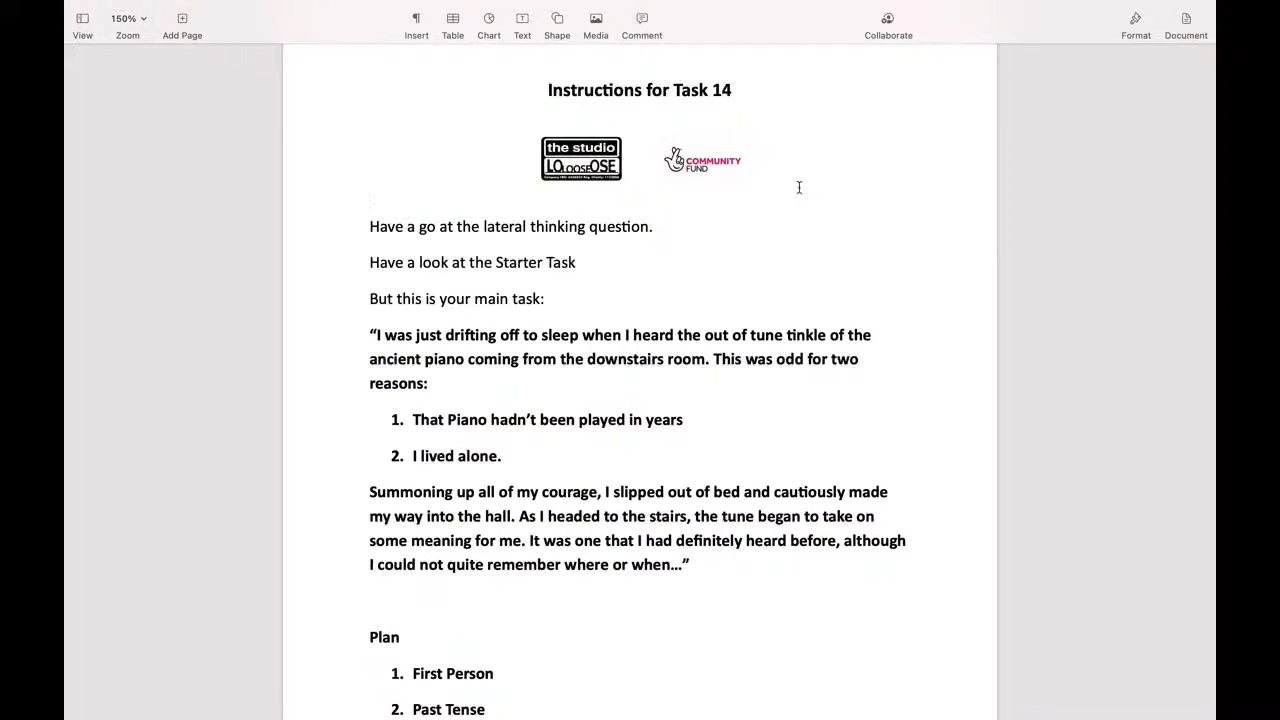 150%
View
Zoom
Add Page
Insert
Table
Chart
Text
Shape
Media
Comment
Collaborate
Format
Document
Instructions for Task 14
the studio
LOLOOSEOSE
COMMUNITY
FUND
Have a go at the lateral thinking question.
Have a look at the Starter Task
But this is your main task:
“I was just drifting off to sleep when I heard the out of tune tinkle of the
ancient piano coming from the downstairs room. This was odd for two
reasons:
1. That Piano hadn’t been played in years
2. I lived alone.
Summoning up all of my courage, I slipped out of bed and cautiously made
my way into the hall. As I headed to the stairs, the tune began to take on
some meaning for me. It was one that I had definitely heard before, although
I could not quite remember where or when…”
Plan
1. First Person
2. Past Tense